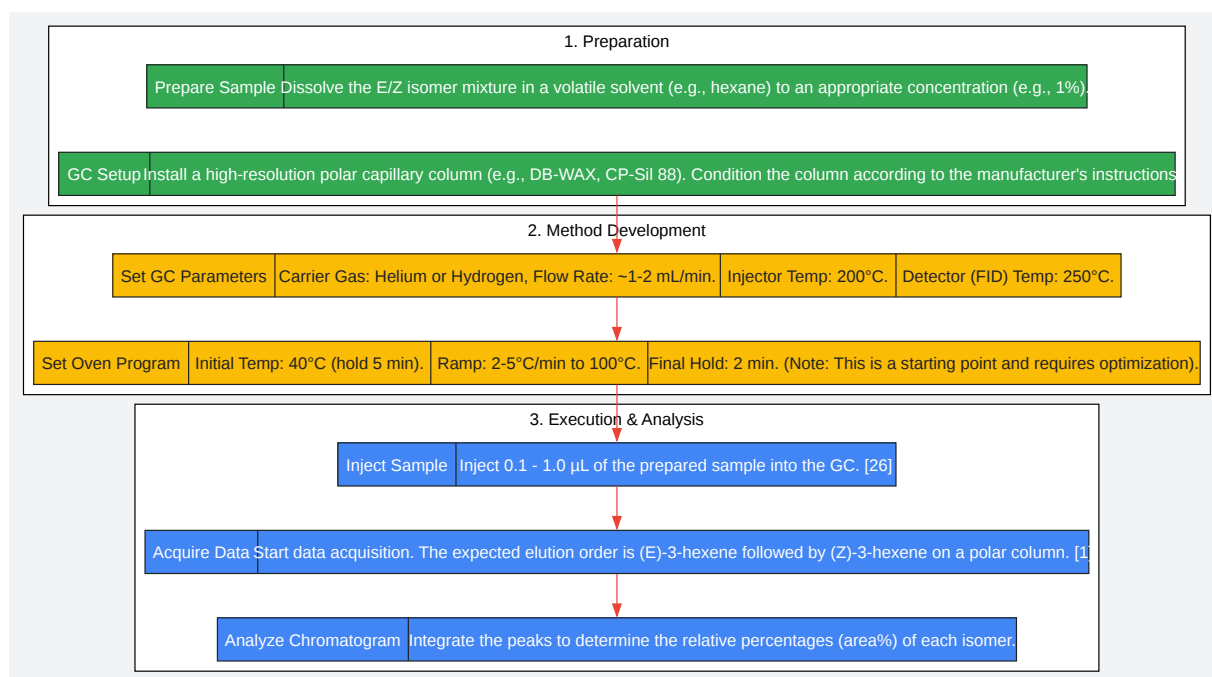 1. Preparation
Prepare Sample Dissolve the E/Z isomer mixture in a volatile solvent (e.g., hexane) to an appropriate concentration (e.g., 1%).
GC Setup Install a high-resolution polar capillary column (e.g., DB-WAX, CP-Sil 88). Condition the column according to the manufacturer's instructions
2. Method Development
Set GC Parameters Carrier Gas: Helium or Hydrogen, Flow Rate: ~1-2 mL/min. Injector Temp: 200°C. Detector (FID) Temp: 250°C.
Set Oven Program Initial Temp: 40°C (hold 5 min). Ramp: 2-5°C/min to 100°C. Final Hold: 2 min. (Note: This is a starting point and requires optimization).
3. Execution & Analysis
Inject Sample Inject 0.1 - 1.0 µL of the prepared sample into the GC. [26]
Acquire Data Start data acquisition. The expected elution order is (E)-3-hexene followed by (Z)-3-hexene on a polar column. [1]
Analyze Chromatogram Integrate the peaks to determine the relative percentages (area%) of each isomer.